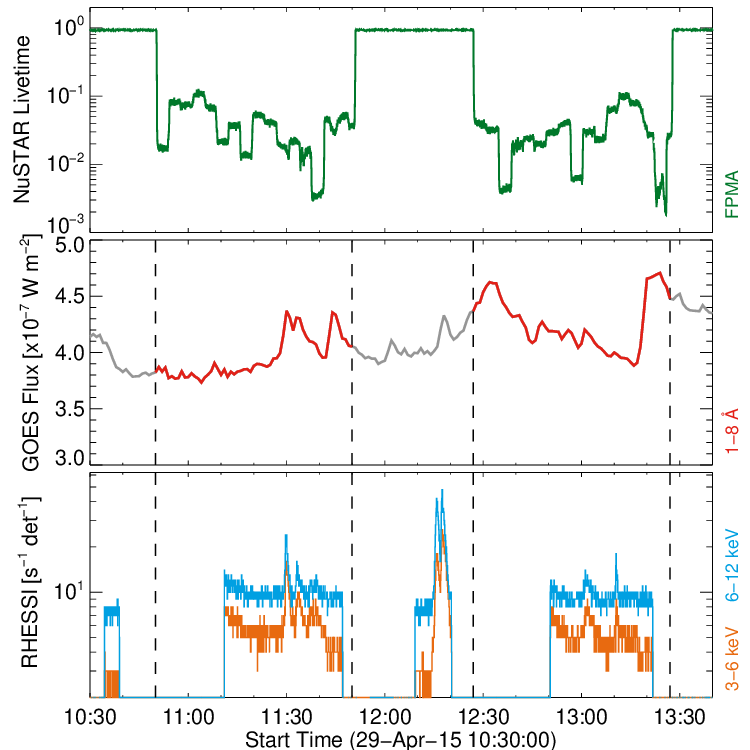 NuSTAR Livetime
10⁰
10⁻¹
10⁻²
10⁻³
FPMA
GOES Flux [x10⁻⁷ W m⁻²]
5.0
4.5
4.0
3.5
3.0
1−8 Å
RHESSI [s⁻¹ det⁻¹]
10¹
3−6 keV 6−12 keV
10:30 11:00 11:30 12:00 12:30 13:00 13:30
Start Time (29−Apr−15 10:30:00)